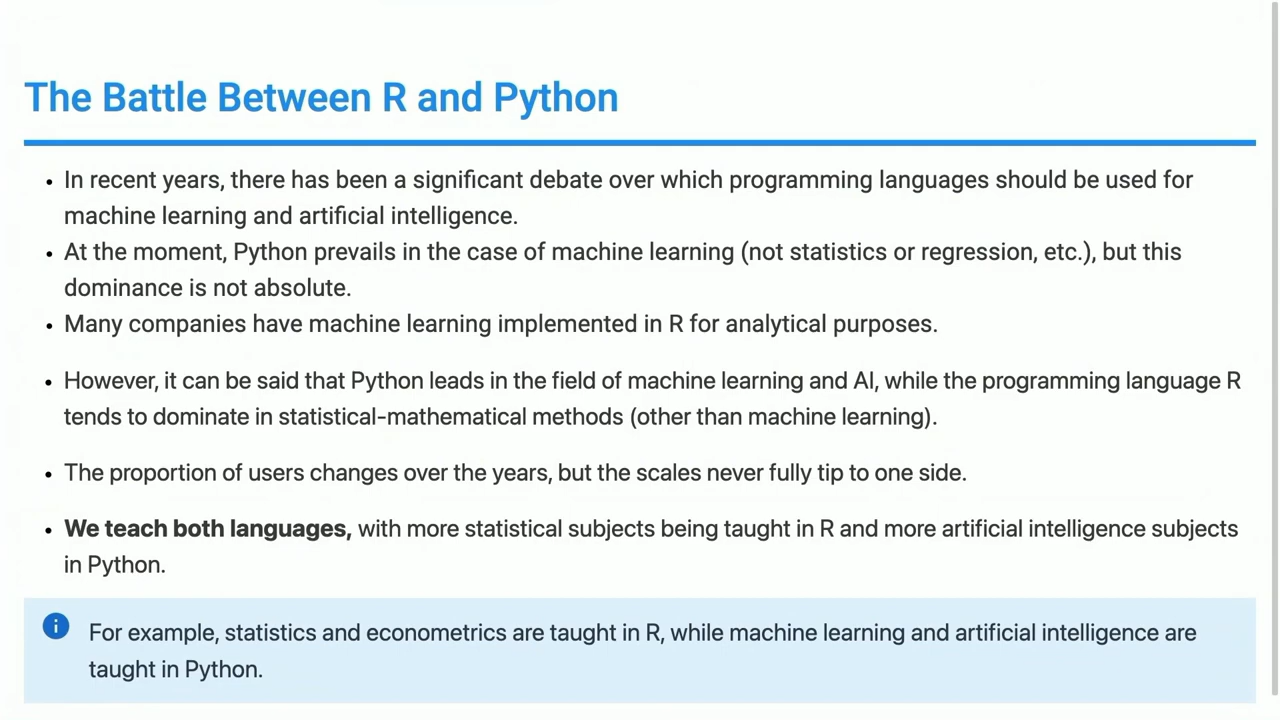 The Battle Between R and Python
• In recent years, there has been a significant debate over which programming languages should be used for
machine learning and artificial intelligence.
• At the moment, Python prevails in the case of machine learning (not statistics or regression, etc.), but this
dominance is not absolute.
• Many companies have machine learning implemented in R for analytical purposes.
• However, it can be said that Python leads in the field of machine learning and AI, while the programming language R
tends to dominate in statistical-mathematical methods (other than machine learning).
• The proportion of users changes over the years, but the scales never fully tip to one side.
• We teach both languages, with more statistical subjects being taught in R and more artificial intelligence subjects
in Python.
For example, statistics and econometrics are taught in R, while machine learning and artificial intelligence are
taught in Python.